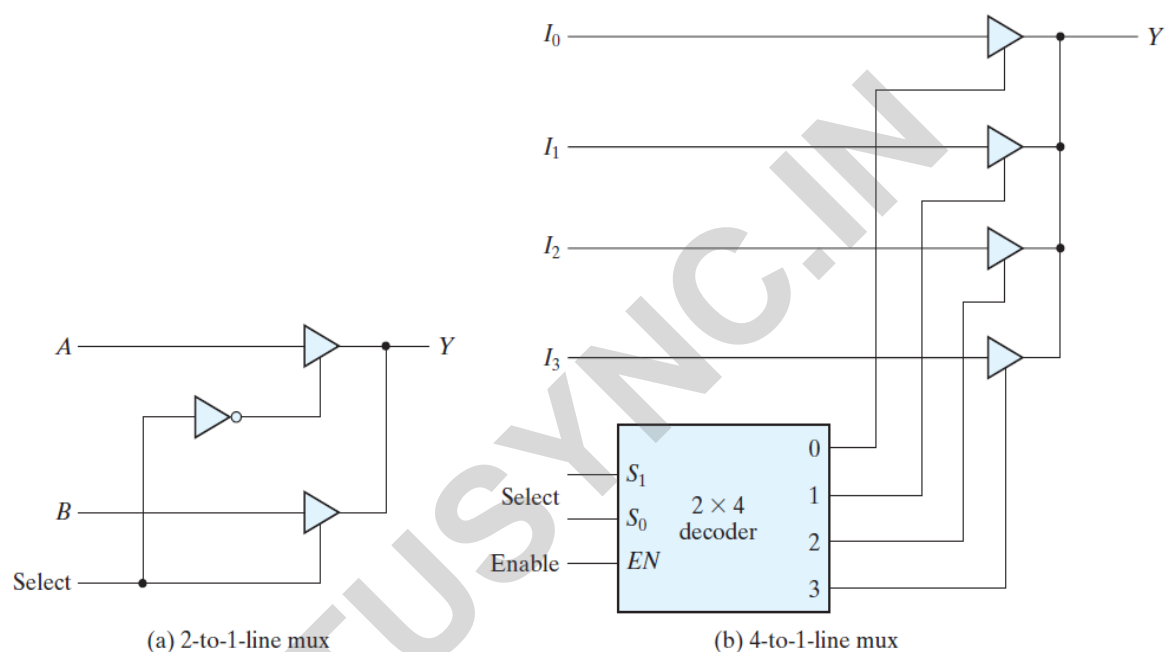 I₀
Y
I₁
I₂
I₃
A
Y
B
Select
(a) 2-to-1-line mux
Select
Enable
S₁
S₀
EN
2 × 4
decoder
0
1
2
3
(b) 4-to-1-line mux
TUSYNC.IN